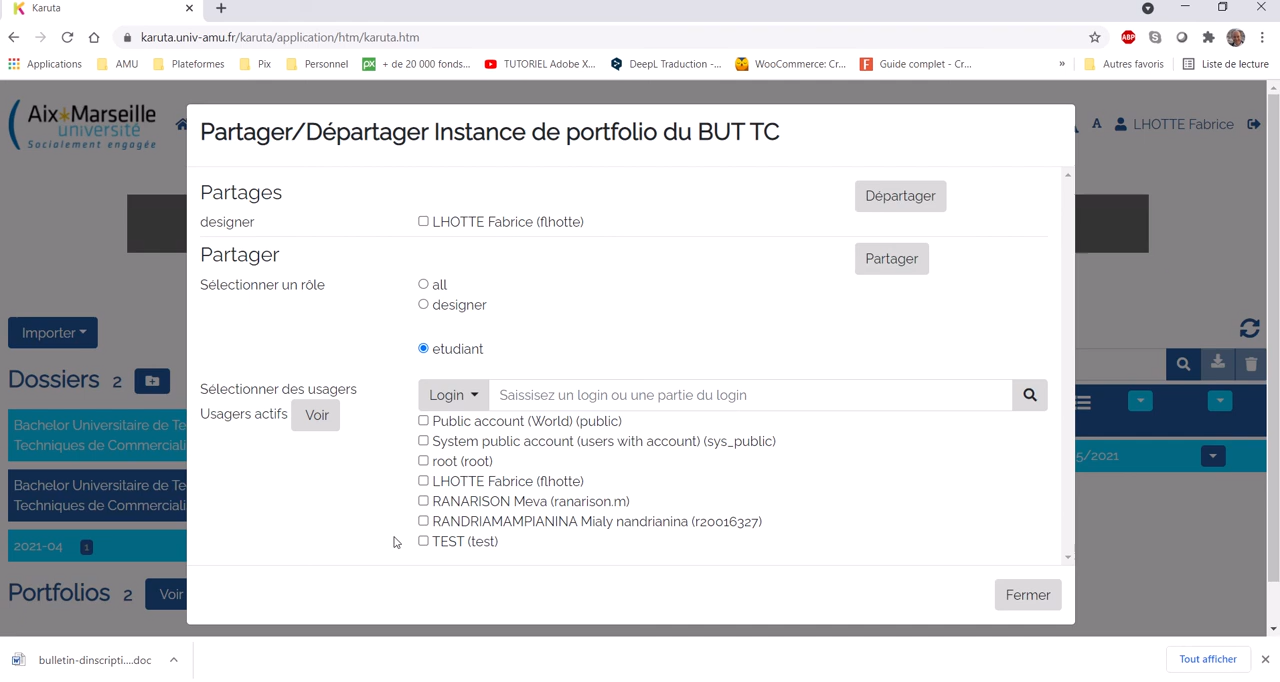 Karuta
karuta.univ-amu.fr/karuta/application/htm/karuta.htm
ABP
Applications
AMU
Plateformes
Pix
Personnel
px
+ de 20 000 fonds...
TUTORIEL Adobe X...
DeepL Traduction -...
WooCommerce: Cr...
F
Guide complet - Cr...
»
Autres favoris
Liste de lecture
Aix*Marseille
université
Socialement engagée
A
LHOTTE Fabrice
Partager/Départager Instance de portfolio du BUT TC
Partages
Départager
designer
LHOTTE Fabrice (flhotte)
Partager
Partager
Sélectionner un rôle
all
designer
etudiant
Sélectionner des usagers
Login
Saisissez un login ou une partie du login
Usagers actifs
Voir
Public account (World) (public)
System public account (users with account) (sys_public)
root (root)
LHOTTE Fabrice (flhotte)
RANARISON Meva (ranarison.m)
RANDRIAMAMPIANINA Mialy nandrianina (r20016327)
TEST (test)
Fermer
Importer
Dossiers 2
Bachelor Universitaire de Te
Techniques de Commerciali
Bachelor Universitaire de Te
Techniques de Commerciali
2021-04 1
Portfolios 2
Voir
5/2021
bulletin-dinscripti....doc
Tout afficher